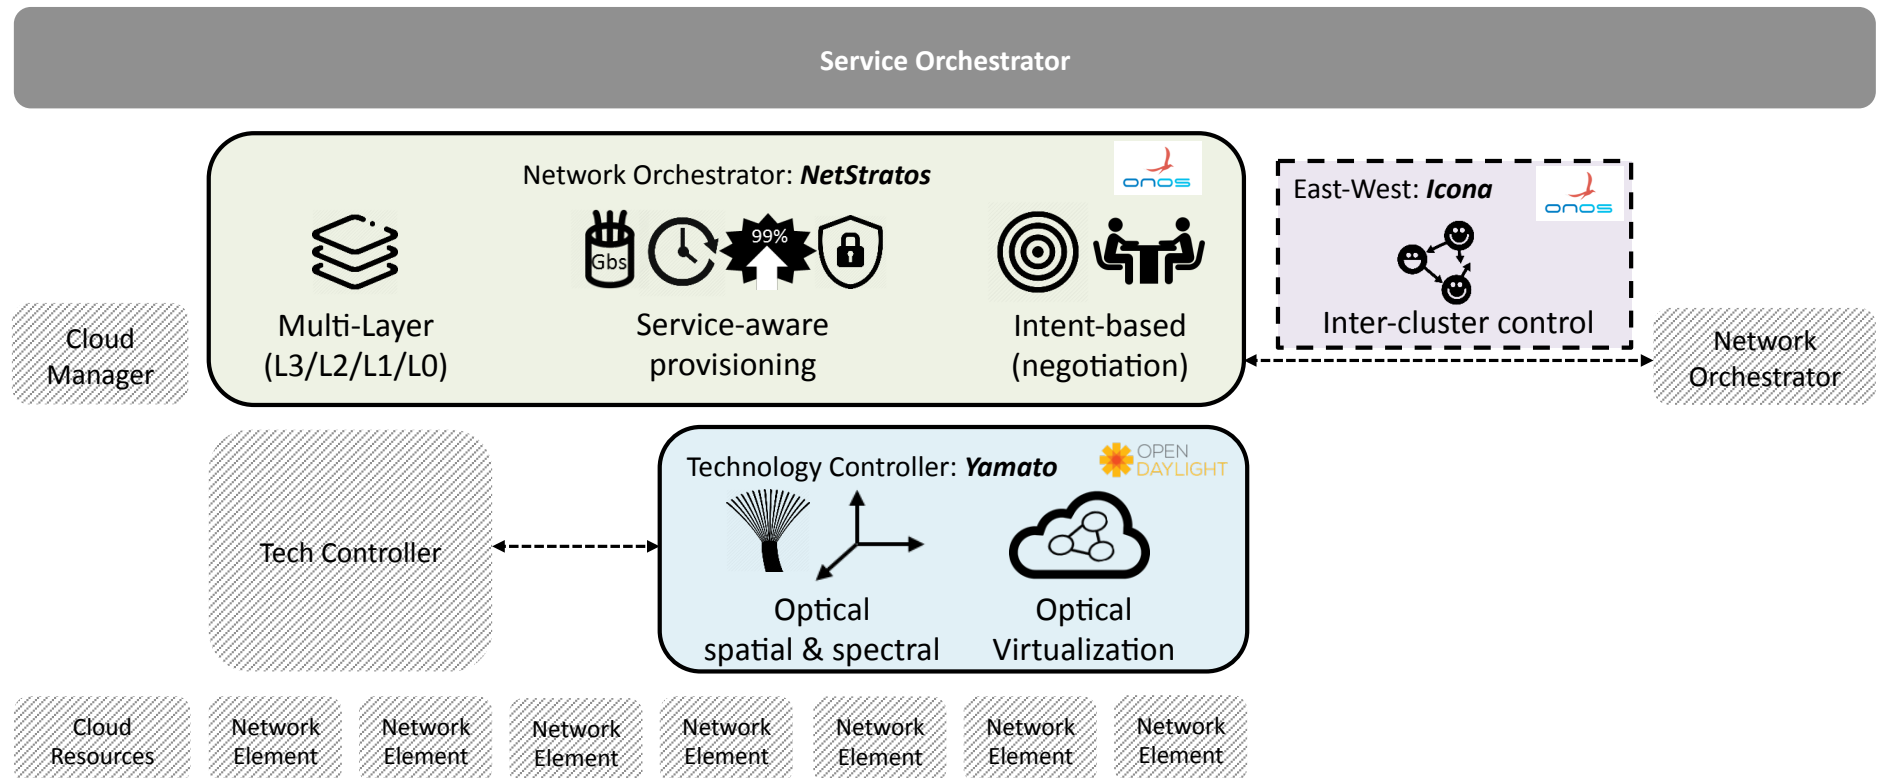 Service Orchestrator
Network Orchestrator: NetStratos
onos
99%
Gbs
Multi-Layer
(L3/L2/L1/L0)
Service-aware
provisioning
Intent-based
(negotiation)
East-West: Icona
onos
Inter-cluster control
Cloud
Manager
Network
Orchestrator
Technology Controller: Yamato
OPEN
DAYLIGHT
Tech Controller
Optical
spatial & spectral
Optical
Virtualization
Cloud
Resources
Network
Element
Network
Element
Network
Element
Network
Element
Network
Element
Network
Element
Network
Element